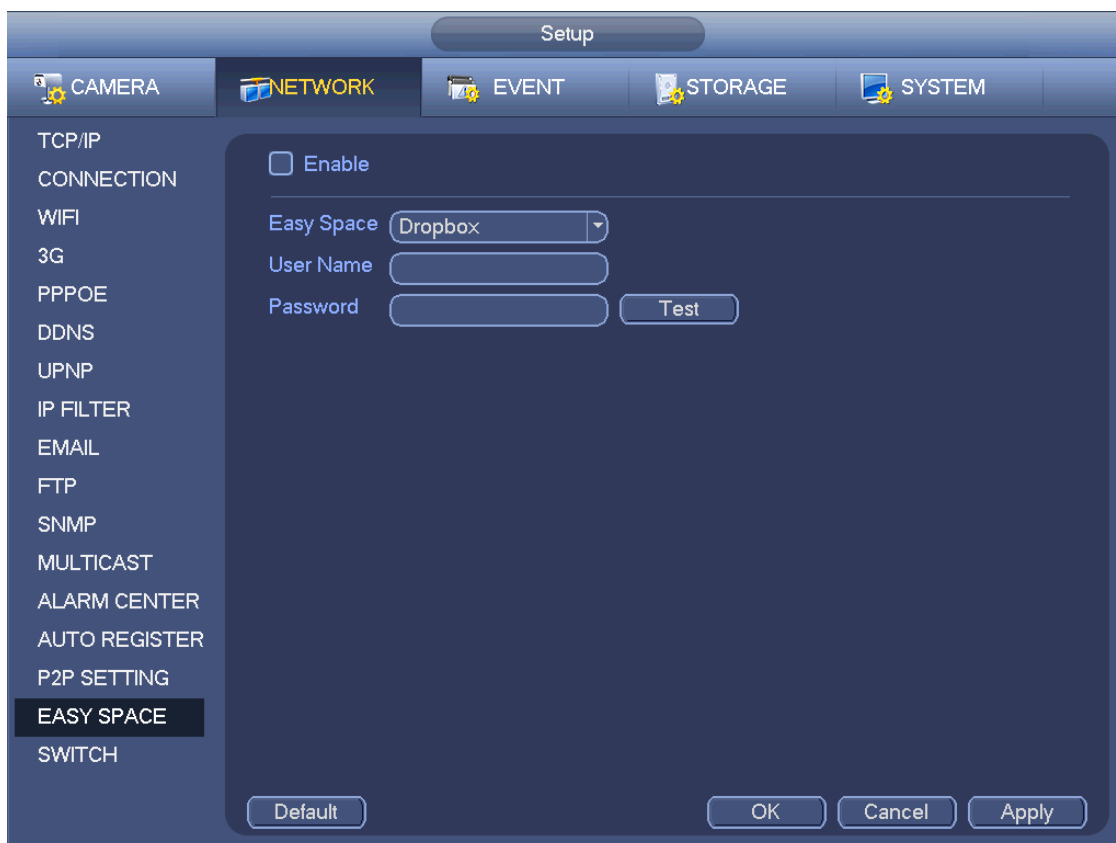 Setup
CAMERA NETWORK EVENT STORAGE SYSTEM
TCP/IP
CONNECTION
WIFI
3G
PPPOE
DDNS
UPNP
IP FILTER
EMAIL
FTP
SNMP
MULTICAST
ALARM CENTER
AUTO REGISTER
P2P SETTING
EASY SPACE
SWITCH
Enable
Easy Space Dropbox
User Name
Password Test
Default OK Cancel Apply